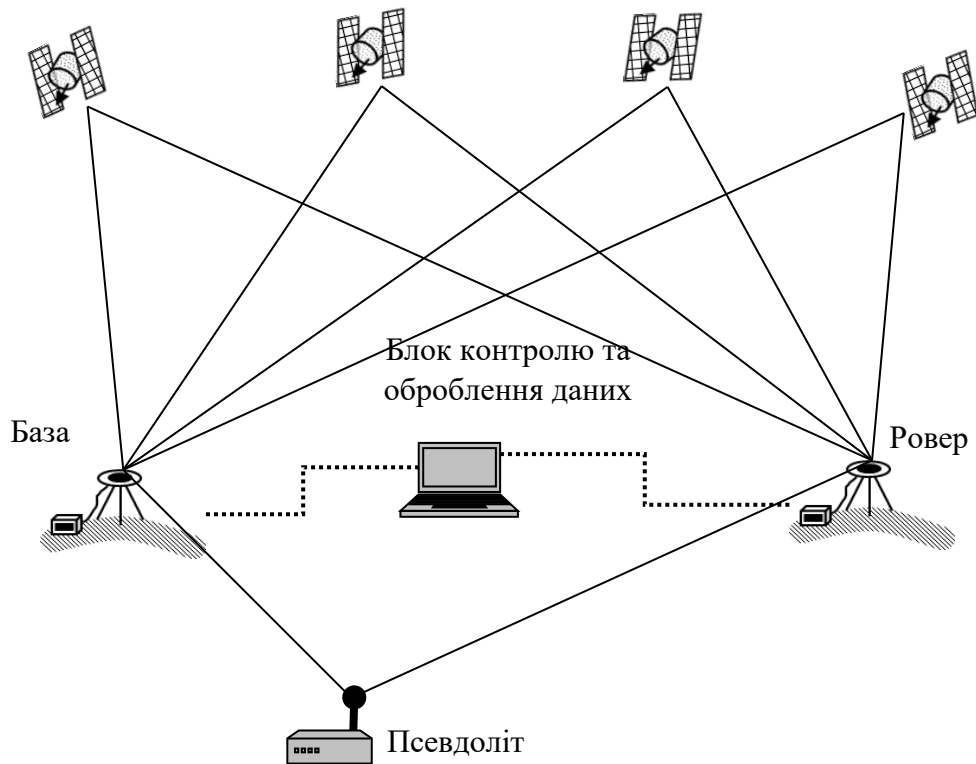 Блок контролю та
оброблення даних
База
Ровер
Псевдоліт